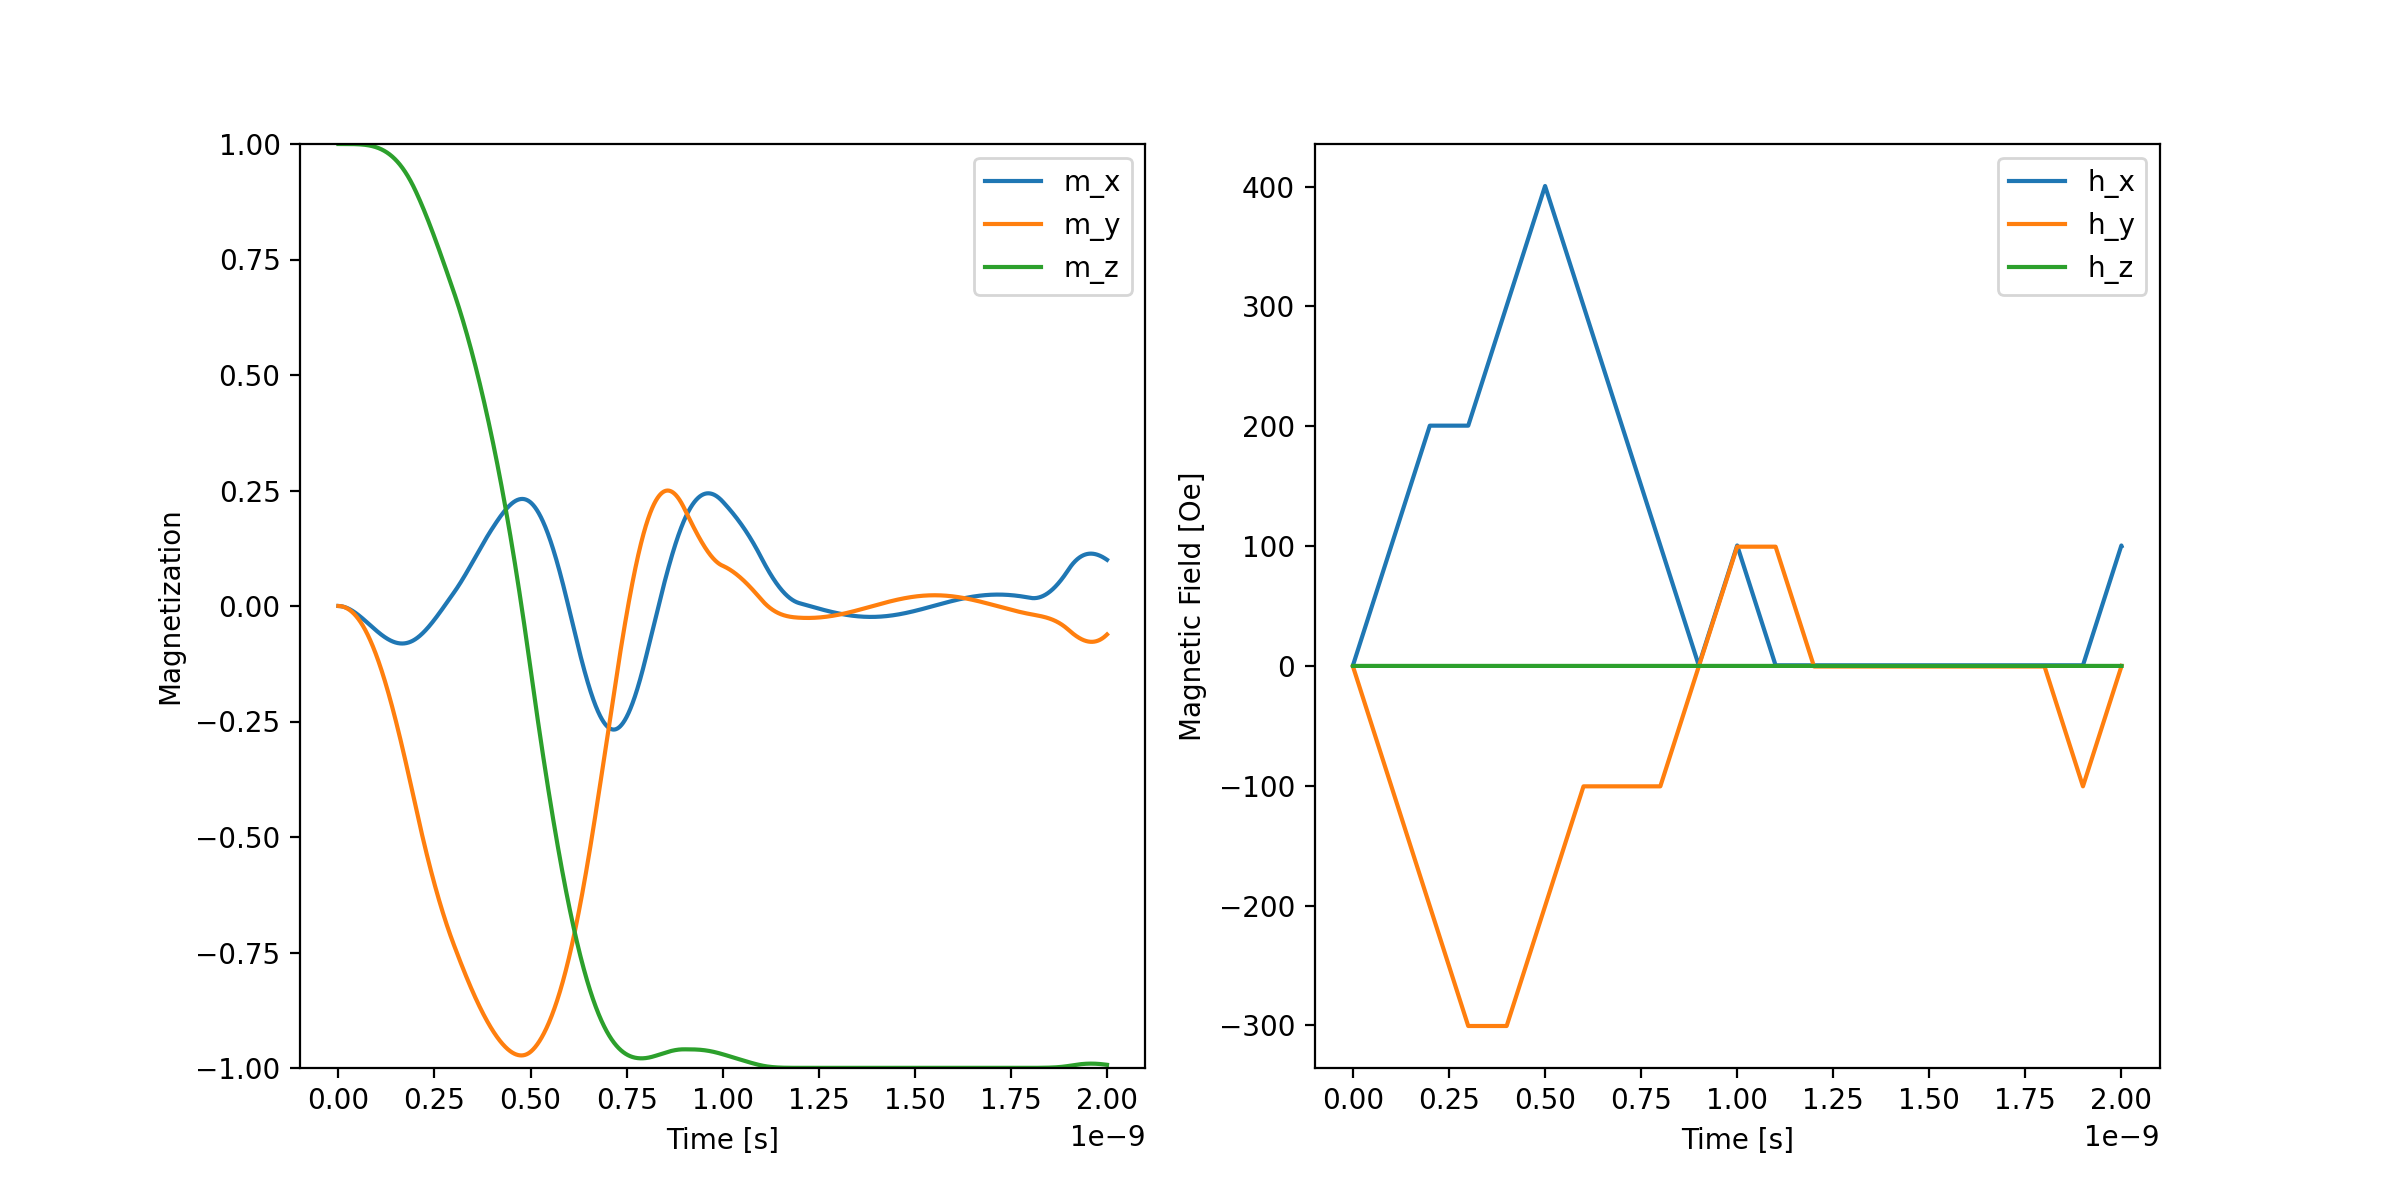 1.00
0.75
0.50
0.25
0.00
−0.25
−0.50
−0.75
−1.00
Magnetization
m_x
m_y
m_z
0.00 0.25 0.50 0.75 1.00 1.25 1.50 1.75 2.00
Time [s]
1e−9
400
300
200
100
0
−100
−200
−300
Magnetic Field [Oe]
h_x
h_y
h_z
0.00 0.25 0.50 0.75 1.00 1.25 1.50 1.75 2.00
Time [s]
1e−9